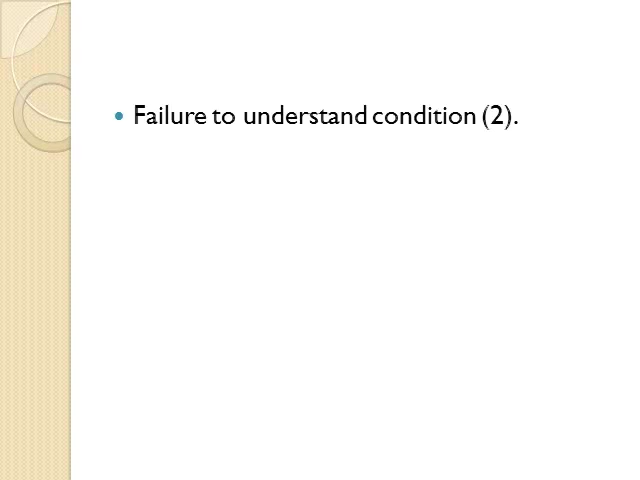 • Failure to understand condition (2).